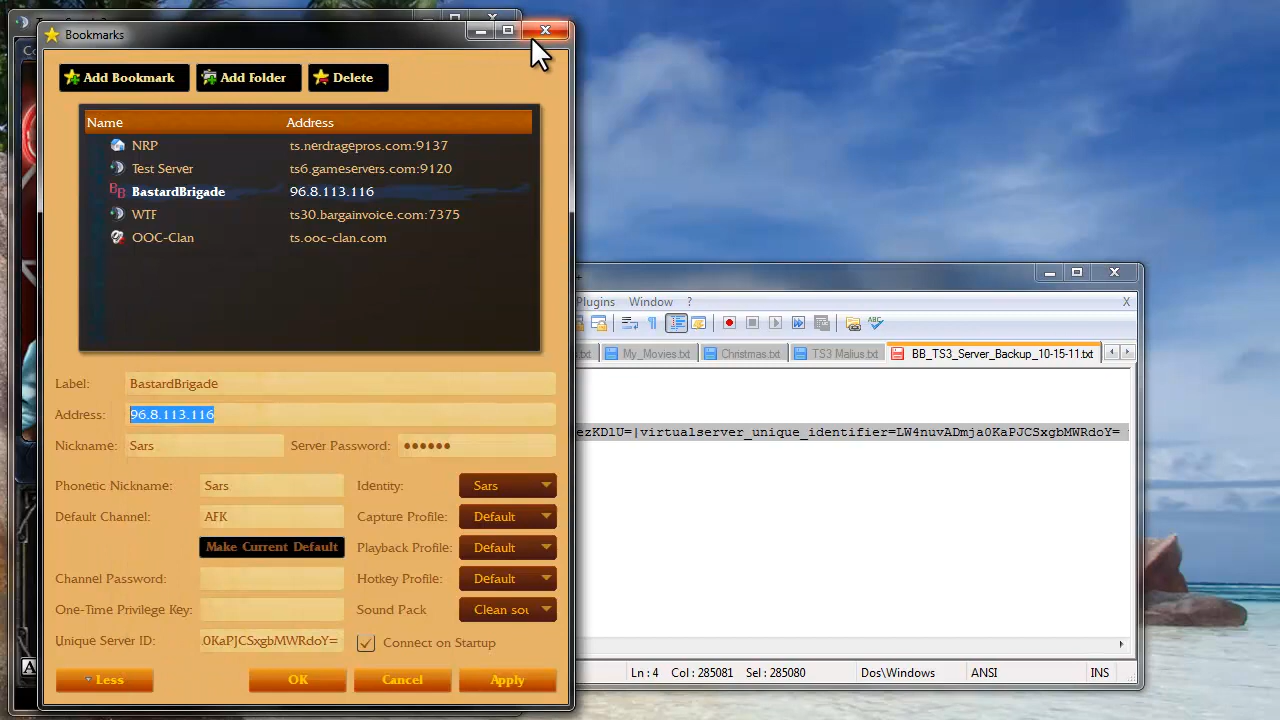 Bookmarks
Add Bookmark Add Folder Delete
Name Address
NRP ts.nerdragepros.com:9137
Test Server ts6.gameservers.com:9120
BastardBrigade 96.8.113.116
WTF ts30.bargainvoice.com:7375
OOC-Clan ts.ooc-clan.com
Label: BastardBrigade
Address: 96.8.113.116
Nickname: Sars Server Password: ●●●●●●
Phonetic Nickname: Sars Identity: Sars
Default Channel: AFK Capture Profile: Default
Make Current Default Playback Profile: Default
Channel Password: Hotkey Profile: Default
One-Time Privilege Key: Sound Pack Clean sou
Unique Server ID: 0KaPJCSxgbMWRdoY= Connect on Startup
Less OK Cancel Apply
Plugins Window ? X
s.txt My_Movies.txt Christmas.txt TS3 Malius.txt BB_TS3_Server_Backup_10-15-11.txt
ezKDlU=|virtualserver_unique_identifier=LW4nuvADmja0KaPJCSxgbMWRdoY=
Ln : 4 Col : 285081 Sel : 285080 Dos\Windows ANSI INS